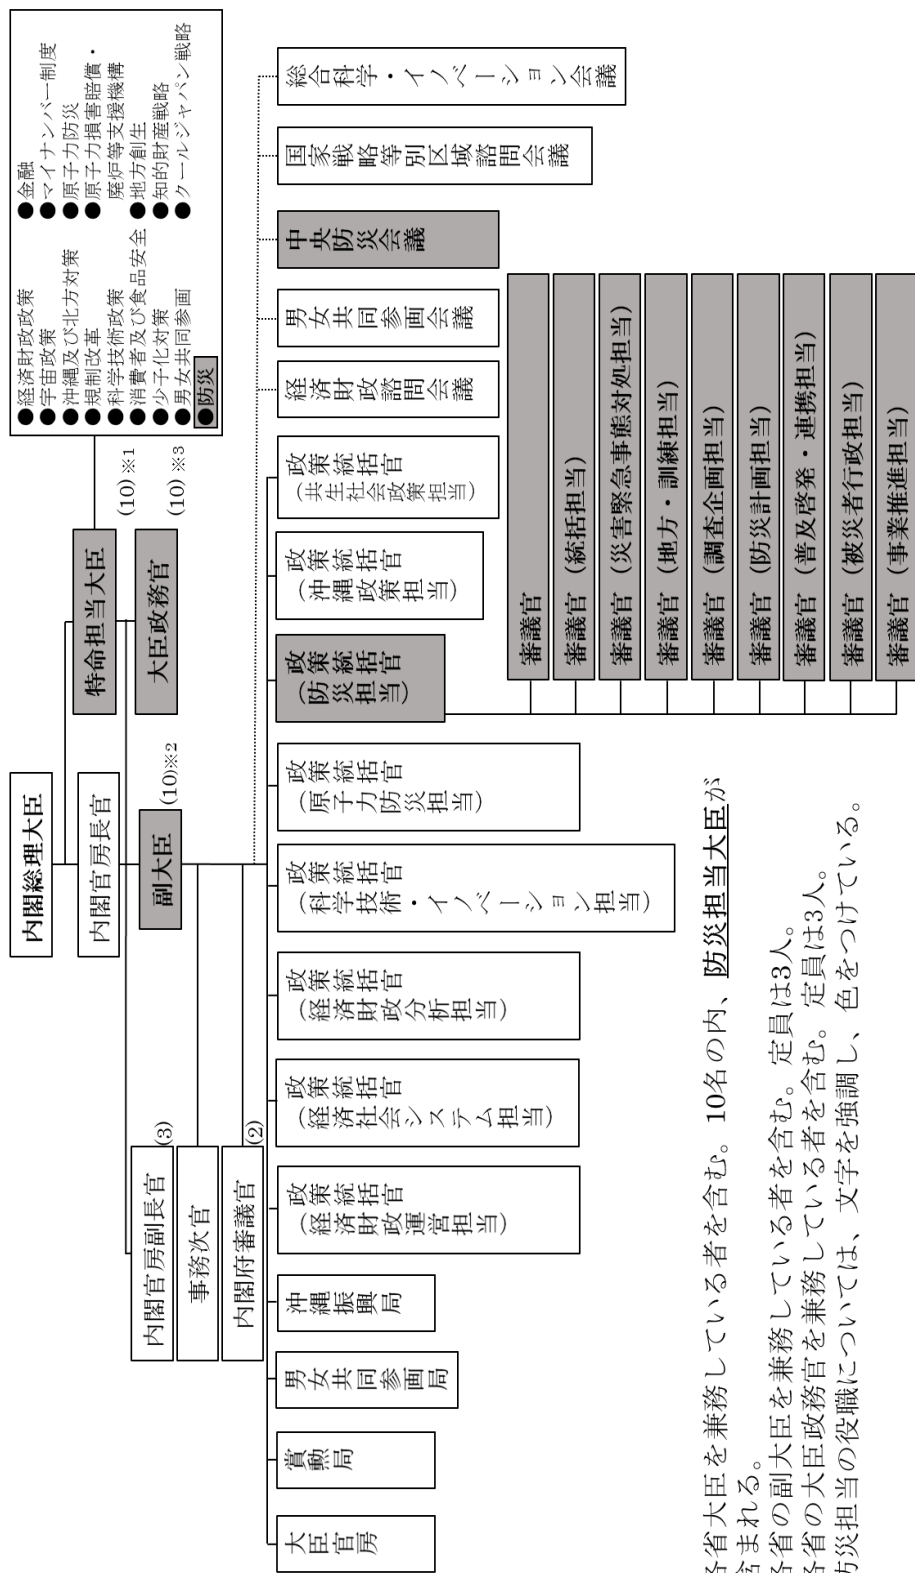 内閣総理大臣
内閣官房長官
特命担当大臣
(10)※1
●経済財政政策
●宇宙政策
●沖縄及び北方対策
●規制改革
●科学技術政策
●消費者及び食品安全
●少子化対策
●男女共同参画
●防災
●金融
●マイナンバー制度
●原子力防災
●原子力損害賠償・
廃炉等支援機構
●地方創生
●知的財産戦略
●クールジャパン戦略
副大臣
(10)※2
大臣政務官
(10)※3
内閣官房副長官
(3)
事務次官
内閣府審議官
(2)
大臣官房
賞勲局
男女共同参画局
沖縄振興局
政策統括官
(経済財政運営担当)
政策統括官
(経済社会システム担当)
政策統括官
(経済財政分析担当)
政策統括官
(科学技術・イノベーション担当)
政策統括官
(原子力防災担当)
政策統括官
(防災担当)
政策統括官
(沖縄政策担当)
政策統括官
(共生社会政策担当)
経済財政諮問会議
男女共同参画会議
中央防災会議
国家戦略等別区域諮問会議
総合科学・イノベーション会議
審議官
審議官(統括担当)
審議官(災害緊急事態対処担当)
審議官(地方・訓練担当)
審議官(調査企画担当)
審議官(防災計画担当)
審議官(普及啓発・連携担当)
審議官(被災者行政担当)
審議官(事業推進担当)
各省大臣を兼務している者を含む。10名の内、防災担当大臣が
含まれる。
各省の副大臣を兼務している者を含む。定員は3人。
各省の大臣政務官を兼務している者を含む。定員は3人。
防災担当の役職については、文字を強調し、色をつけている。